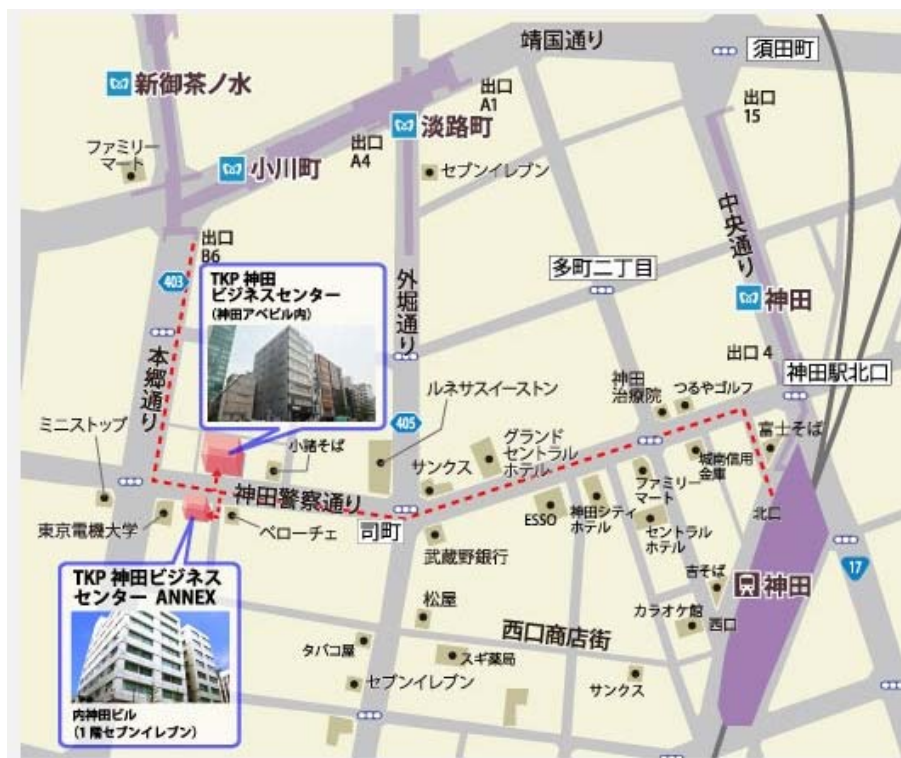 靖国通り
須田町
新御茶ノ水
出口
A1
出口
15
淡路町
ファミリー
マート
出口
A4
小川町
セブンイレブン
中央通り
出口
B6
403
TKP 神田
ビジネスセンター
(神田アベビル内)
外堀通り
多町二丁目
神田
出口 4
神田駅北口
本郷通り
神田
治療院
つるやゴルフ
ルネサスイーストン
405
ミニストップ
小諸そば
グランド
セントラル
ホテル
富士そば
サンクス
城南信用
金庫
ファミリー
マート
神田警察通り
東京電機大学
ベローチェ
司町
ESSO
神田シティ
ホテル
セントラル
ホテル
北口
武蔵野銀行
TKP 神田ビジネス
センター ANNEX
内神田ビル
(1 階セブンイレブン)
吉そば
神田
17
カラオケ館
西口
松屋
西口商店街
タバコ屋
スギ薬局
セブンイレブン
サンクス